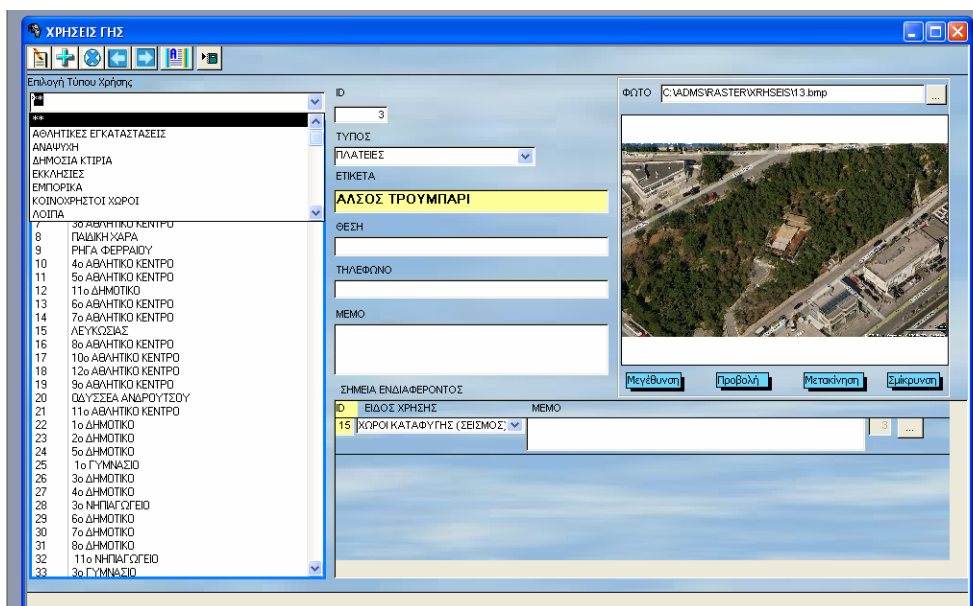 ΧΡΗΣΕΙΣ ΓΗΣ
Επιλογή Τύπου Χρήσης
**
**
ΑΘΛΗΤΙΚΕΣ ΕΓΚΑΤΑΣΤΑΣΕΙΣ
ΑΝΑΨΥΧΗ
ΔΗΜΟΣΙΑ ΚΤΙΡΙΑ
ΕΚΚΛΗΣΙΕΣ
ΕΜΠΟΡΙΚΑ
ΚΟΙΝΟΧΡΗΣΤΟΙ ΧΩΡΟΙ
ΛΟΙΠΑ
7 3ο ΑΘΛΗΤΙΚΟ ΚΕΝΤΡΟ
8 ΠΑΙΔΙΚΗ ΧΑΡΑ
9 ΡΗΓΑ ΦΕΡΡΑΙΟΥ
10 4ο ΑΘΛΗΤΙΚΟ ΚΕΝΤΡΟ
11 5ο ΑΘΛΗΤΙΚΟ ΚΕΝΤΡΟ
12 11ο ΔΗΜΟΤΙΚΟ
13 6ο ΑΘΛΗΤΙΚΟ ΚΕΝΤΡΟ
14 7ο ΑΘΛΗΤΙΚΟ ΚΕΝΤΡΟ
15 ΛΕΥΚΩΣΙΑΣ
16 8ο ΑΘΛΗΤΙΚΟ ΚΕΝΤΡΟ
17 10ο ΑΘΛΗΤΙΚΟ ΚΕΝΤΡΟ
18 12ο ΑΘΛΗΤΙΚΟ ΚΕΝΤΡΟ
19 9ο ΑΘΛΗΤΙΚΟ ΚΕΝΤΡΟ
20 ΟΔΥΣΣΕΑ ΑΝΔΡΟΥΤΣΟΥ
21 11ο ΑΘΛΗΤΙΚΟ ΚΕΝΤΡΟ
22 1ο ΔΗΜΟΤΙΚΟ
23 2ο ΔΗΜΟΤΙΚΟ
24 5ο ΔΗΜΟΤΙΚΟ
25 1ο ΓΥΜΝΑΣΙΟ
26 3ο ΔΗΜΟΤΙΚΟ
27 4ο ΔΗΜΟΤΙΚΟ
28 3ο ΝΗΠΙΑΓΩΓΕΙΟ
29 6ο ΔΗΜΟΤΙΚΟ
30 7ο ΔΗΜΟΤΙΚΟ
31 8ο ΔΗΜΟΤΙΚΟ
32 11ο ΝΗΠΙΑΓΩΓΕΙΟ
33 3ο ΓΥΜΝΑΣΙΟ
ID
3
ΤΥΠΟΣ
ΠΛΑΤΕΙΕΣ
ΕΤΙΚΕΤΑ
ΑΛΣΟΣ ΤΡΟΥΜΠΑΡΙ
ΘΕΣΗ
ΤΗΛΕΦΩΝΟ
ΜΕΜΟ
ΦΩΤΟ C:\ADMS\RASTER\XRHSEIS\13.bmp ...
Μεγέθυνση Προβολή Μετακίνηση Σμίκρυνση
ΣΗΜΕΙΑ ΕΝΔΙΑΦΕΡΟΝΤΟΣ
ID ΕΙΔΟΣ ΧΡΗΣΗΣ ΜΕΜΟ
15 ΧΩΡΟΙ ΚΑΤΑΦΥΓΗΣ (ΣΕΙΣΜΟΣ) 3 ...